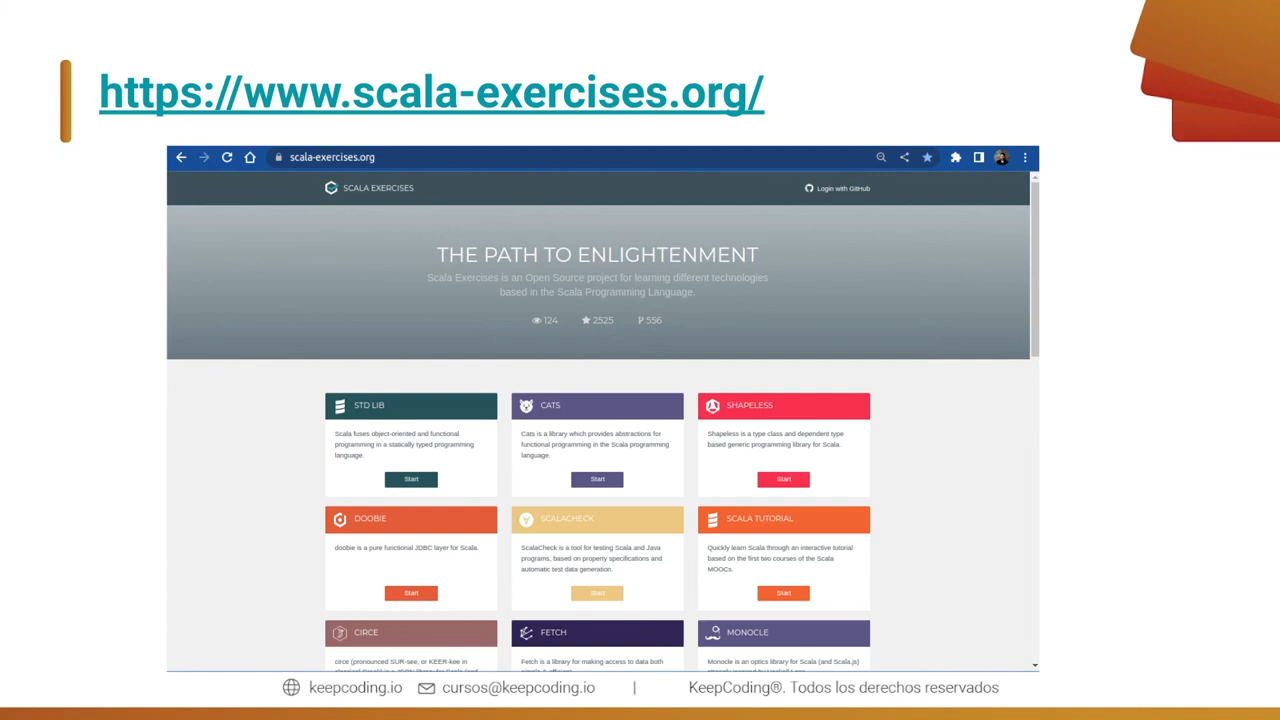 https://www.scala-exercises.org/
scala-exercises.org
SCALA EXERCISES
Login with GitHub
THE PATH TO ENLIGHTENMENT
Scala Exercises is an Open Source project for learning different technologies
based in the Scala Programming Language.
124 2525 556
STD LIB
Scala fuses object-oriented and functional
programming in a statically typed programming
language.
Start
CATS
Cats is a library which provides abstractions for
functional programming in the Scala programming
language.
Start
SHAPELESS
Shapeless is a type class and dependent type
based generic programming library for Scala.
Start
DOOBIE
doobie is a pure functional JDBC layer for Scala.
Start
SCALACHECK
ScalaCheck is a tool for testing Scala and Java
programs, based on property specifications and
automatic test data generation.
Start
SCALA TUTORIAL
Quickly learn Scala through an interactive tutorial
based on the first two courses of the Scala
MOOCs.
Start
CIRCE
circe (pronounced SUR-see, or KEER-kee in
FETCH
Fetch is a library for making access to data both
MONOCLE
Monocle is an optics library for Scala (and Scala.js)
keepcoding.io cursos@keepcoding.io | KeepCoding®. Todos los derechos reservados